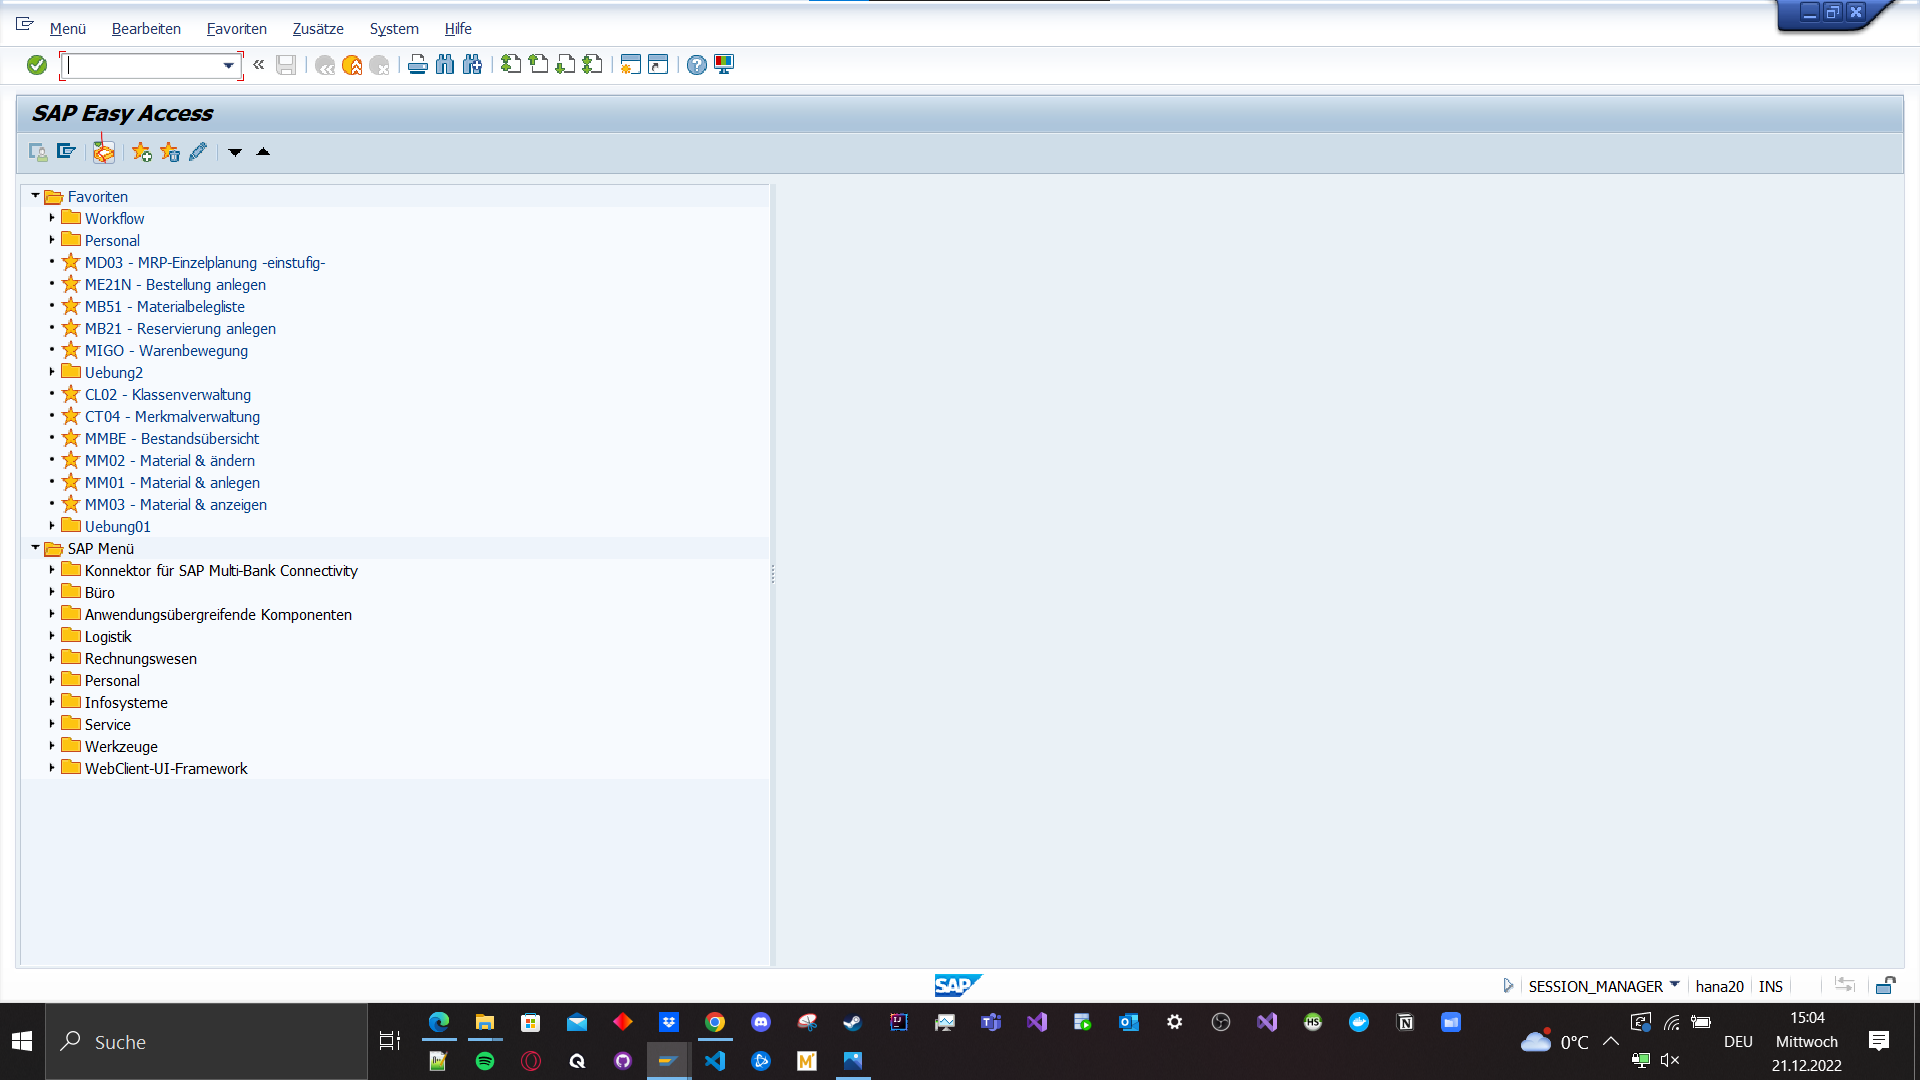 Menü Bearbeiten Favoriten Zusätze System Hilfe
SAP Easy Access
Favoriten
Workflow
Personal
MD03 - MRP-Einzelplanung -einstufig-
ME21N - Bestellung anlegen
MB51 - Materialbelegliste
MB21 - Reservierung anlegen
MIGO - Warenbewegung
Uebung2
CL02 - Klassenverwaltung
CT04 - Merkmalverwaltung
MMBE - Bestandsübersicht
MM02 - Material & ändern
MM01 - Material & anlegen
MM03 - Material & anzeigen
Uebung01
SAP Menü
Konnektor für SAP Multi-Bank Connectivity
Büro
Anwendungsübergreifende Komponenten
Logistik
Rechnungswesen
Personal
Infosysteme
Service
Werkzeuge
WebClient-UI-Framework
SAP
SESSION_MANAGER hana20 INS
Suche
0°C
DEU
15:04
Mittwoch
21.12.2022